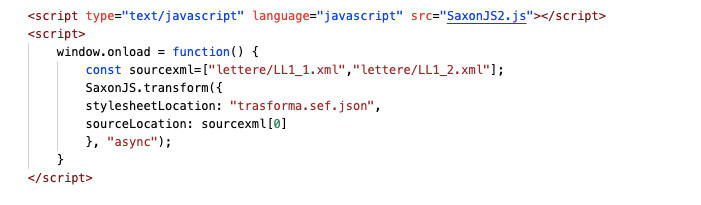 <script type="text/javascript" language="javascript" src="SaxonJS2.js"></script>
<script>
    window.onload = function() {
        const sourcexml=["lettere/LL1_1.xml","lettere/LL1_2.xml"];
        SaxonJS.transform({
        stylesheetLocation: "trasforma.sef.json",
        sourceLocation: sourcexml[0]
        }, "async");
    }
</script>